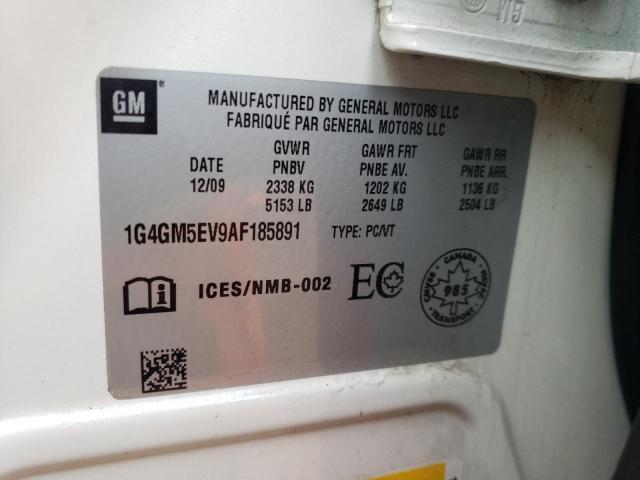 GM
®
MANUFACTURED BY GENERAL MOTORS LLC
FABRIQUÉ PAR GENERAL MOTORS LLC
GVWR GAWR FRT GAWR RR
DATE PNBV PNBE AV. PNBE ARR.
12/09 2338 KG 1202 KG 1136 KG
5153 LB 2649 LB 2504 LB
1G4GM5EV9AF185891 TYPE: PC/VT
i ICES/NMB-002 EC
CANADA
985
TRANSPORT